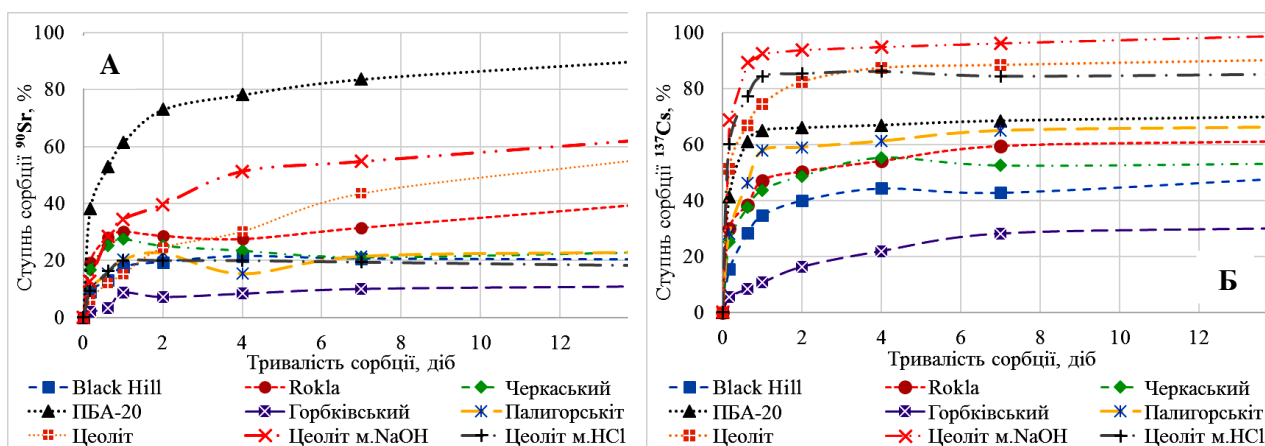 А
Ступнь сорбції ⁹⁰Sr, %
100
80
60
40
20
0
0 2 4 6 8 10 12
Тривалість сорбції, діб
Black Hill Rokla Черкаський
ПБА-20 Горбківський Палигорськіт
Цеоліт Цеоліт м.NaOH Цеоліт м.HCl
Б
Ступнь сорбції ¹³⁷Cs, %
100
80
60
40
20
0
0 2 4 6 8 10 12
Тривалість сорбції, діб
Black Hill Rokla Черкаський
ПБА-20 Горбківський Палигорськіт
Цеоліт Цеоліт м.NaOH Цеоліт м.HCl